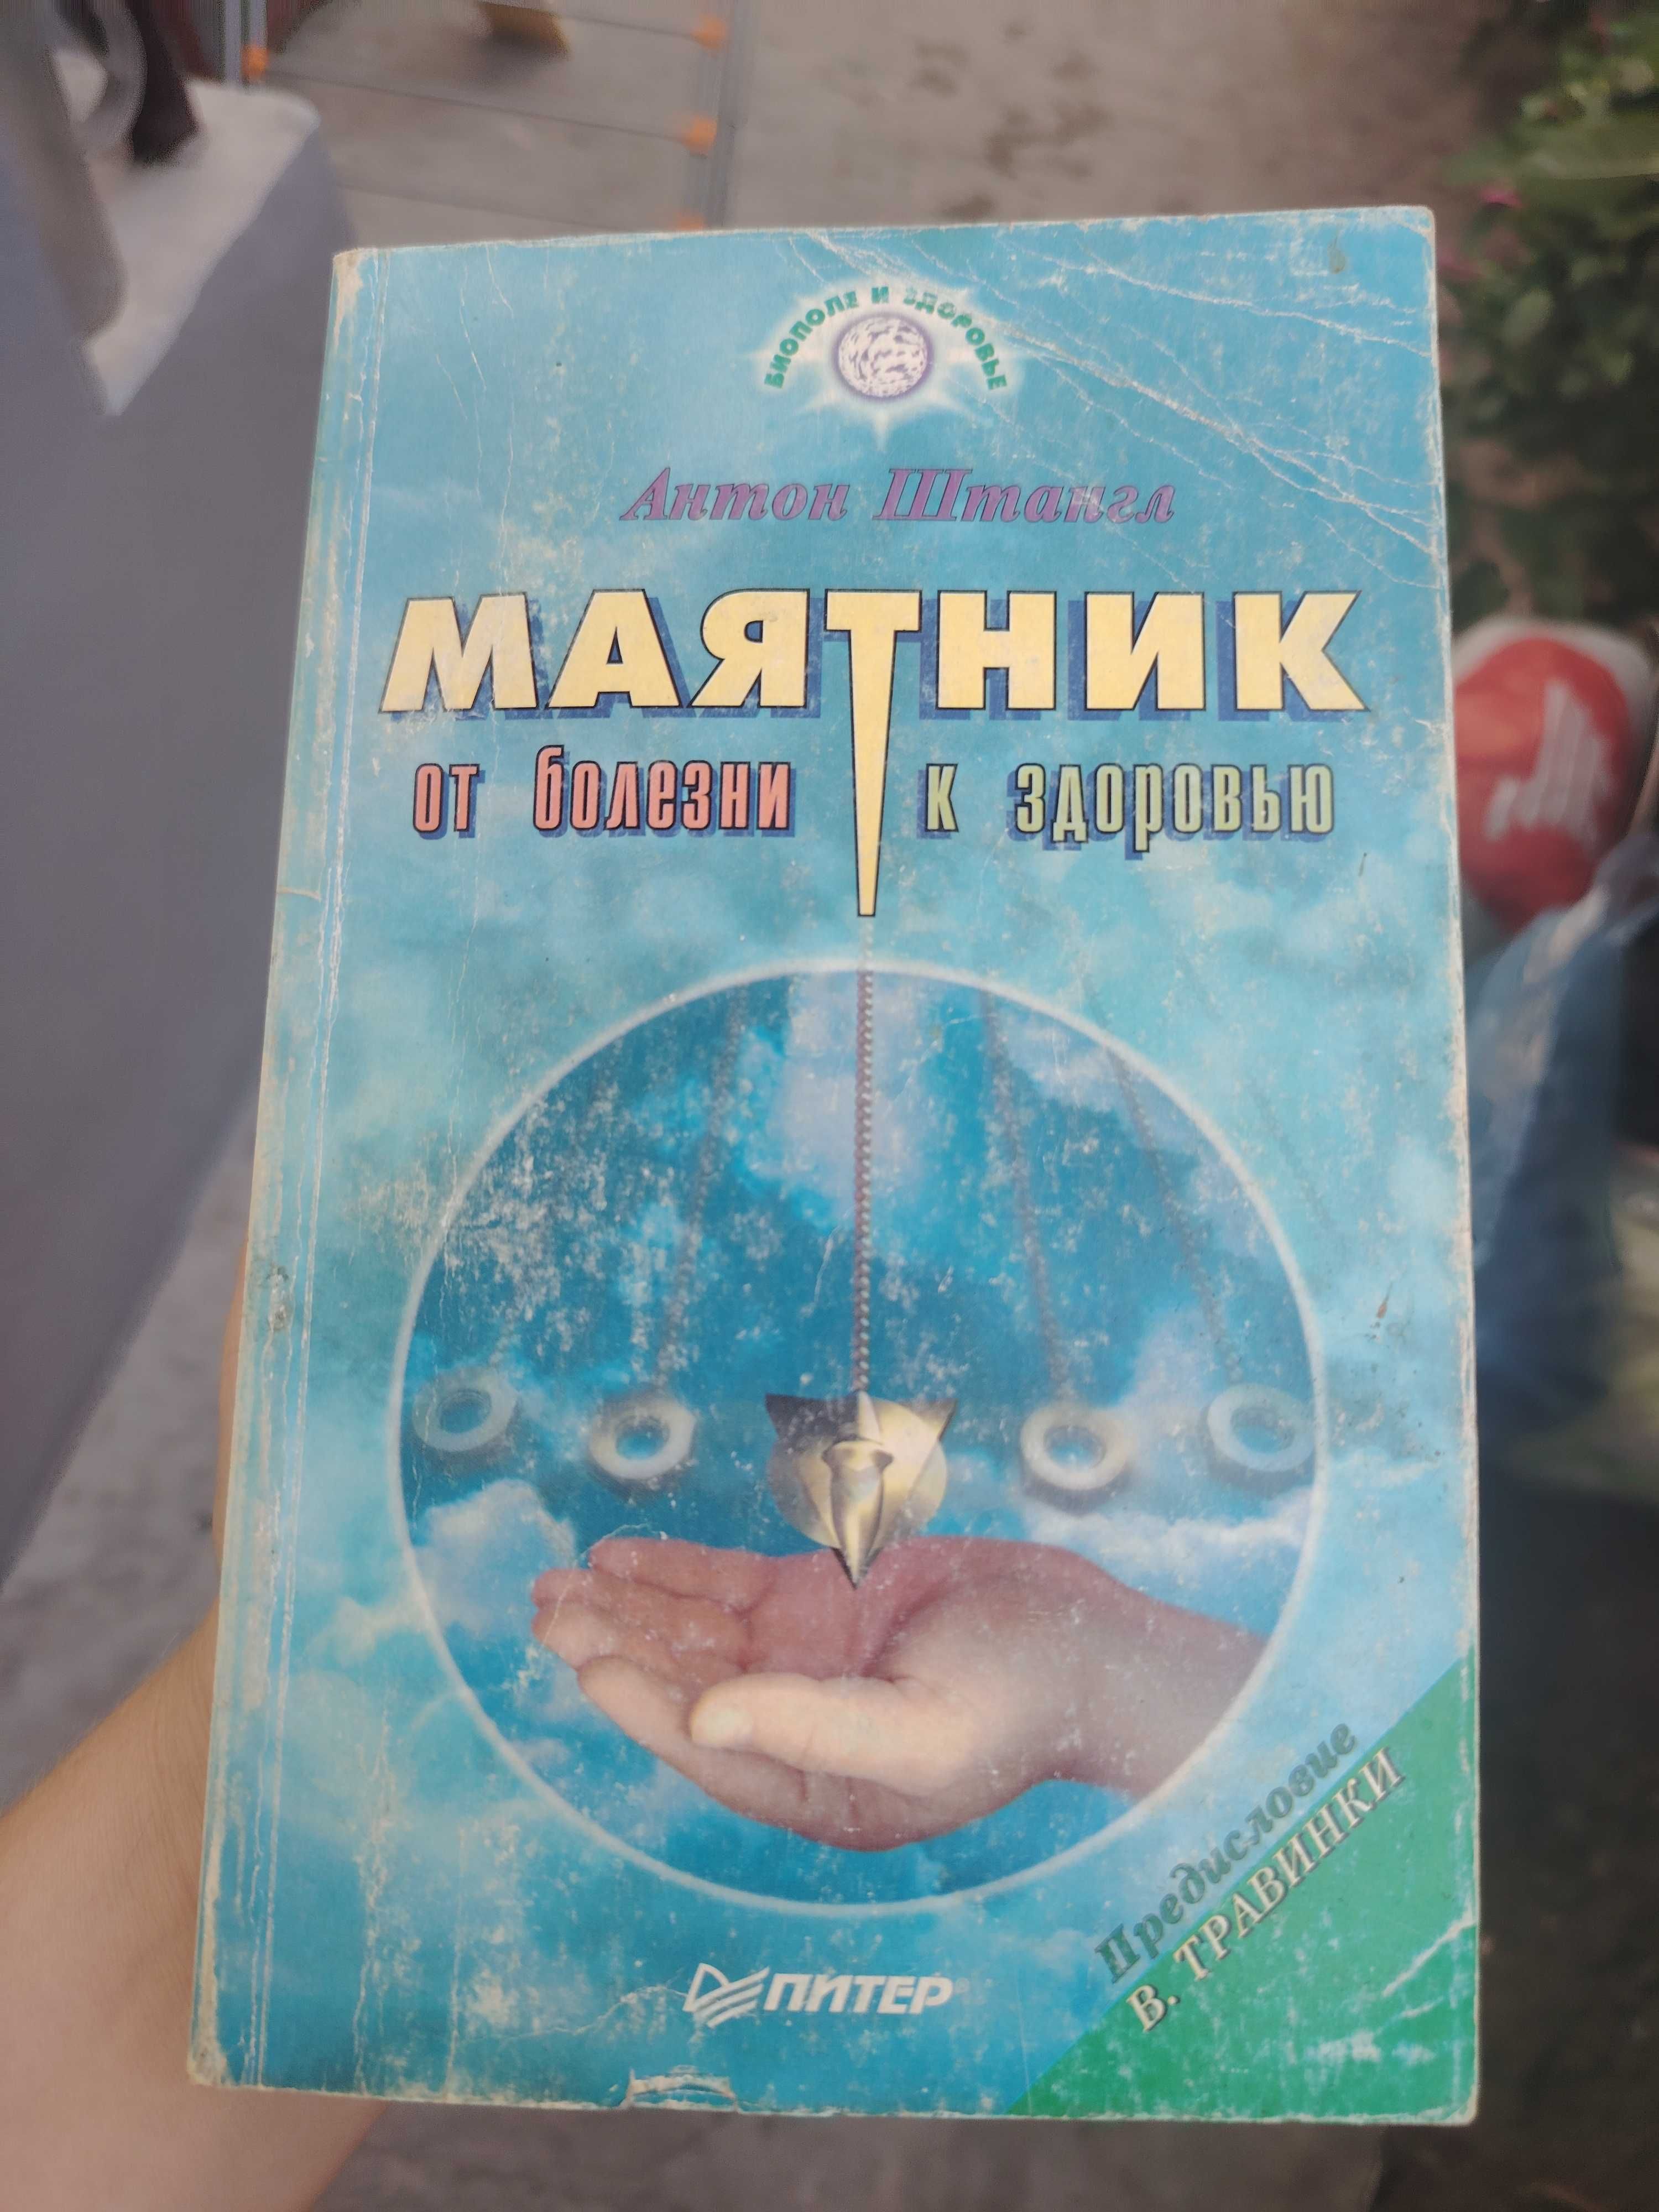 БИОПОЛЕ И ЗДОРОВЬЕ
Антон Штангл
МАЯТНИК
от болезни к здоровью
Предисловие
В. ТРАВИНКИ
ПИТЕР®